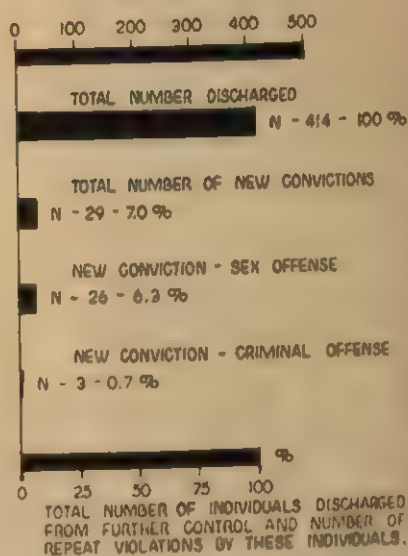 0 100 200 300 400 500
TOTAL NUMBER DISCHARGED
N - 414 - 100 %
TOTAL NUMBER OF NEW CONVICTIONS
N - 29 - 7.0 %
NEW CONVICTION - SEX OFFENSE
N - 26 - 6.3 %
NEW CONVICTION - CRIMINAL OFFENSE
N - 3 - 0.7 %
%
0 25 50 75 100
TOTAL NUMBER OF INDIVIDUALS DISCHARGED
FROM FURTHER CONTROL AND NUMBER OF
REPEAT VIOLATIONS BY THESE INDIVIDUALS.